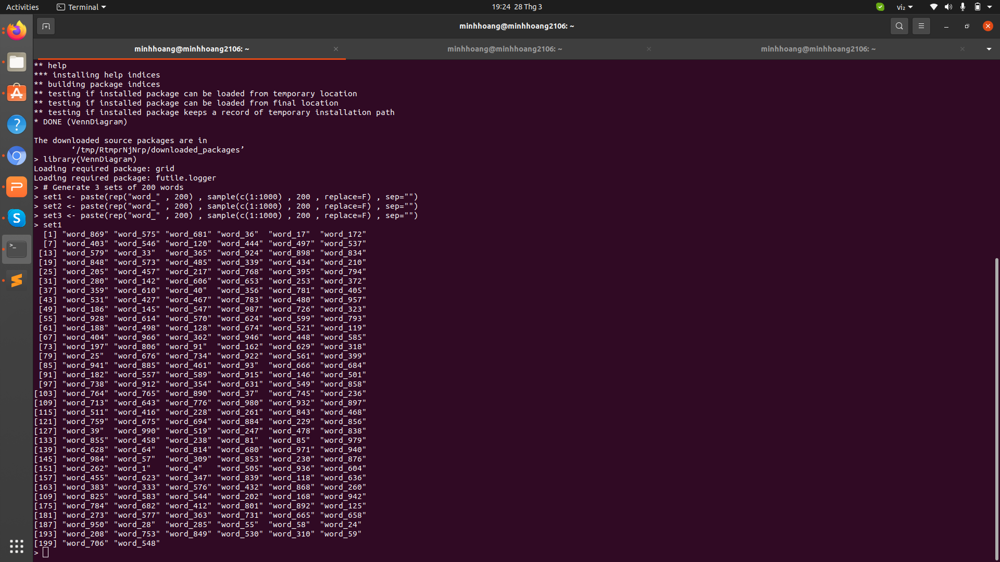 Activities Terminal 19:24 28 Thg 3 vi₂
minhhoang@minhhoang2106: ~
minhhoang@minhhoang2106: ~ minhhoang@minhhoang2106: ~ minhhoang@minhhoang2106: ~
** help
*** installing help indices
** building package indices
** testing if installed package can be loaded from temporary location
** testing if installed package can be loaded from final location
** testing if installed package keeps a record of temporary installation path
* DONE (VennDiagram)
The downloaded source packages are in
‘/tmp/RtmprNjNrp/downloaded_packages’
> library(VennDiagram)
Loading required package: grid
Loading required package: futile.logger
> # Generate 3 sets of 200 words
> set1 <- paste(rep("word_" , 200) , sample(c(1:1000) , 200 , replace=F) , sep="")
> set2 <- paste(rep("word_" , 200) , sample(c(1:1000) , 200 , replace=F) , sep="")
> set3 <- paste(rep("word_" , 200) , sample(c(1:1000) , 200 , replace=F) , sep="")
> set1
[1] "word_869" "word_575" "word_681" "word_36" "word_17" "word_172"
[7] "word_403" "word_546" "word_120" "word_444" "word_497" "word_537"
[13] "word_579" "word_33" "word_365" "word_924" "word_898" "word_834"
[19] "word_848" "word_573" "word_485" "word_339" "word_434" "word_210"
[25] "word_205" "word_457" "word_217" "word_768" "word_395" "word_794"
[31] "word_280" "word_142" "word_606" "word_653" "word_253" "word_372"
[37] "word_359" "word_610" "word_40" "word_356" "word_781" "word_405"
[43] "word_531" "word_427" "word_467" "word_783" "word_480" "word_957"
[49] "word_186" "word_145" "word_547" "word_987" "word_726" "word_323"
[55] "word_928" "word_614" "word_570" "word_624" "word_599" "word_793"
[61] "word_188" "word_498" "word_128" "word_674" "word_521" "word_119"
[67] "word_404" "word_966" "word_362" "word_946" "word_448" "word_585"
[73] "word_197" "word_806" "word_91" "word_162" "word_629" "word_318"
[79] "word_25" "word_676" "word_734" "word_922" "word_561" "word_399"
[85] "word_941" "word_885" "word_461" "word_93" "word_666" "word_684"
[91] "word_182" "word_557" "word_589" "word_915" "word_146" "word_501"
[97] "word_738" "word_912" "word_354" "word_631" "word_549" "word_858"
[103] "word_764" "word_765" "word_890" "word_37" "word_745" "word_236"
[109] "word_713" "word_643" "word_776" "word_980" "word_932" "word_897"
[115] "word_511" "word_416" "word_228" "word_261" "word_843" "word_468"
[121] "word_759" "word_675" "word_694" "word_884" "word_229" "word_856"
[127] "word_39" "word_990" "word_519" "word_247" "word_478" "word_838"
[133] "word_855" "word_458" "word_238" "word_81" "word_85" "word_979"
[139] "word_628" "word_64" "word_814" "word_680" "word_971" "word_940"
[145] "word_984" "word_57" "word_309" "word_853" "word_230" "word_876"
[151] "word_262" "word_1" "word_4" "word_505" "word_936" "word_604"
[157] "word_455" "word_623" "word_347" "word_839" "word_118" "word_636"
[163] "word_383" "word_333" "word_576" "word_432" "word_868" "word_260"
[169] "word_825" "word_583" "word_544" "word_202" "word_168" "word_942"
[175] "word_784" "word_682" "word_412" "word_801" "word_892" "word_125"
[181] "word_273" "word_577" "word_363" "word_731" "word_665" "word_658"
[187] "word_950" "word_28" "word_285" "word_55" "word_58" "word_24"
[193] "word_208" "word_753" "word_849" "word_530" "word_310" "word_59"
[199] "word_706" "word_548"
>